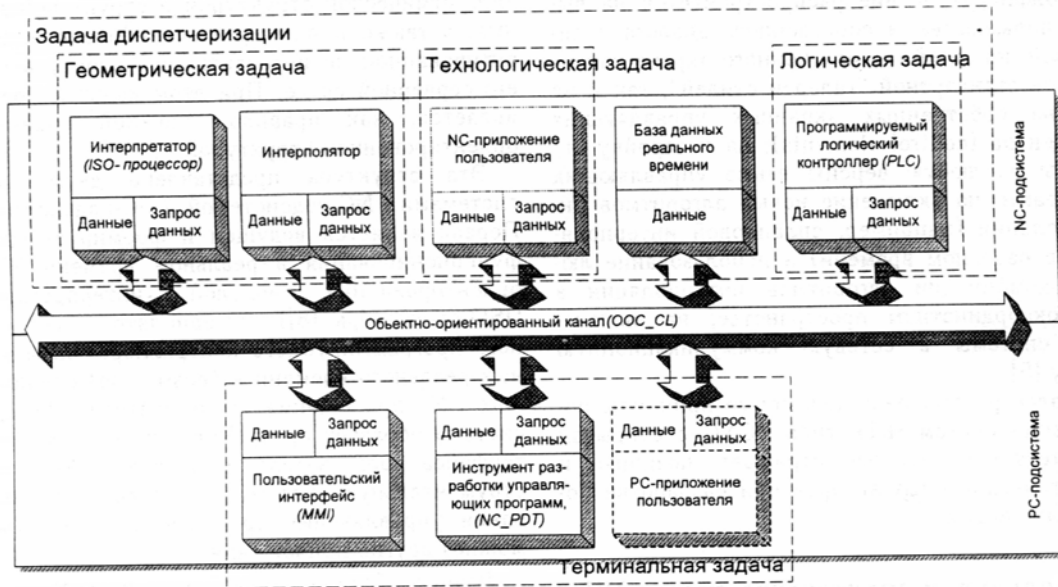 Задача диспетчеризации
Геометрическая задача
Технологическая задача
Логическая задача
Интерпретатор
(ISO- процессор)
Данные
Запрос
данных
Интерполятор
Данные
Запрос
данных
NC-приложение
пользователя
Данные
Запрос
данных
База данных
реального
времени
Данные
Программируемый
логический
контроллер (PLC)
Данные
Запрос
данных
NC-подсистема
Объектно-ориентированный канал(OOC_CL)
Данные
Запрос
данных
Пользовательский
интерфейс
(MMI)
Данные
Запрос
данных
Инструмент раз-
работки управля-
ющих программ,
(NC_PDT)
Данные
Запрос
данных
PC-приложение
пользователя
PC-подсистема
Терминальная задача